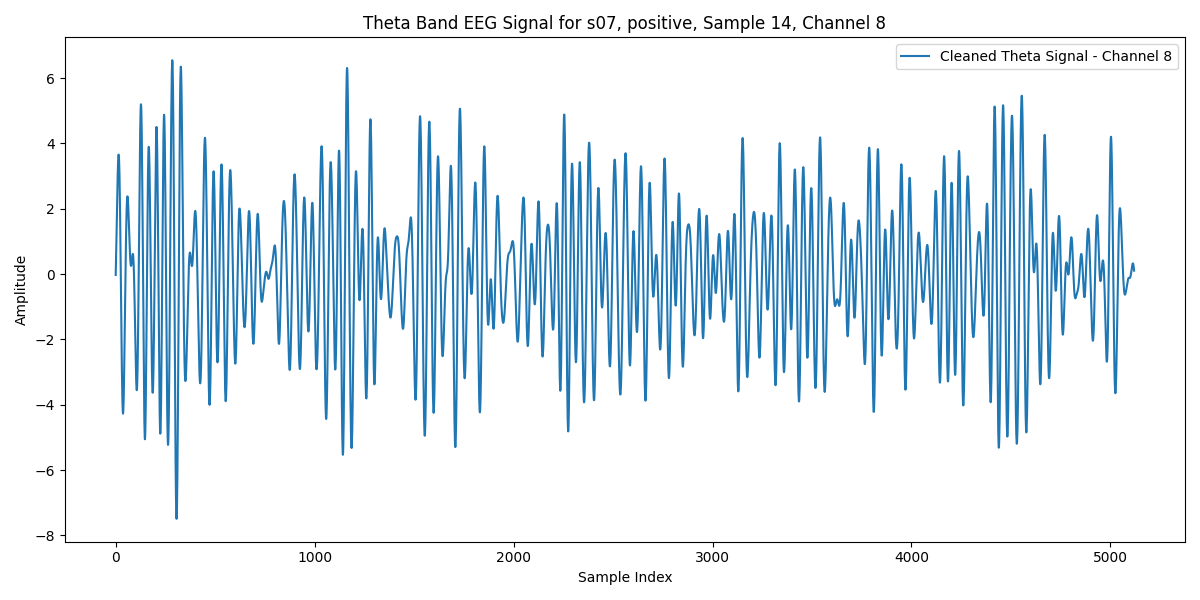 Theta Band EEG Signal for s07, positive, Sample 14, Channel 8
Cleaned Theta Signal - Channel 8
Amplitude
6
4
2
0
−2
−4
−6
−8
0 1000 2000 3000 4000 5000
Sample Index